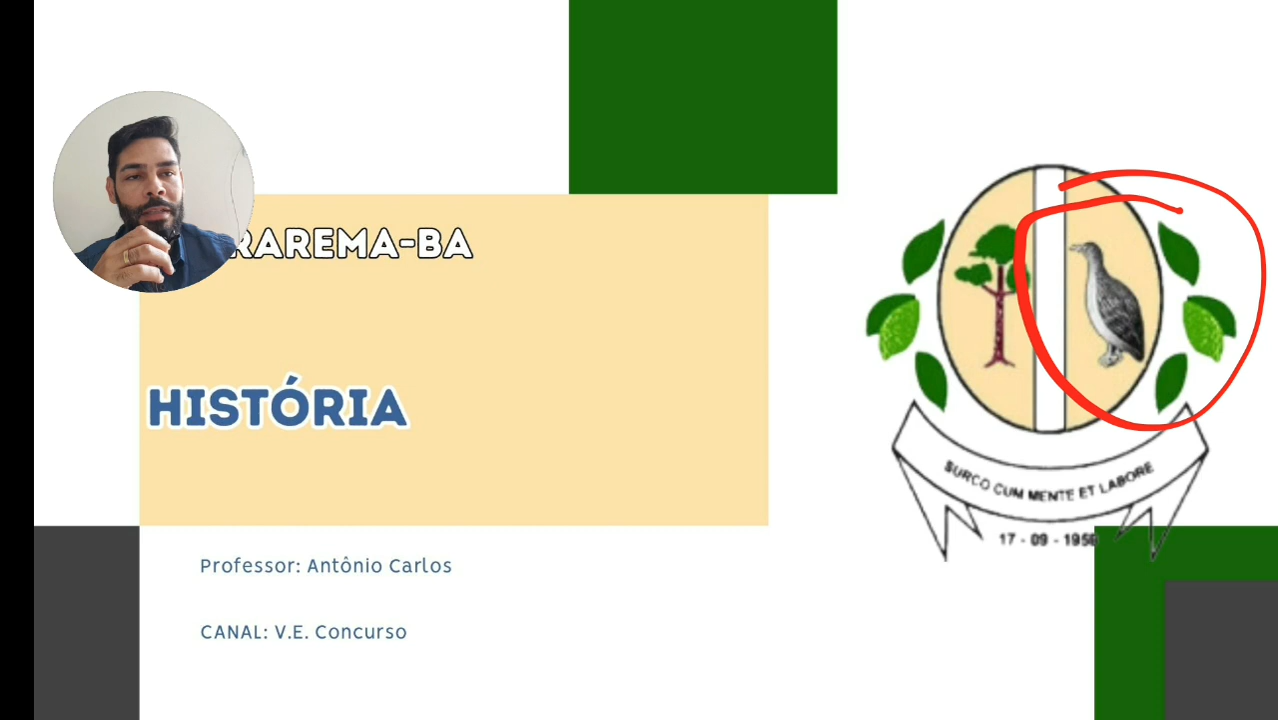 RAREMA-BA
HISTÓRIA
Professor: Antônio Carlos
CANAL: V.E. Concurso
SURCO CUM MENTE ET LABORE
17 - 09 - 195